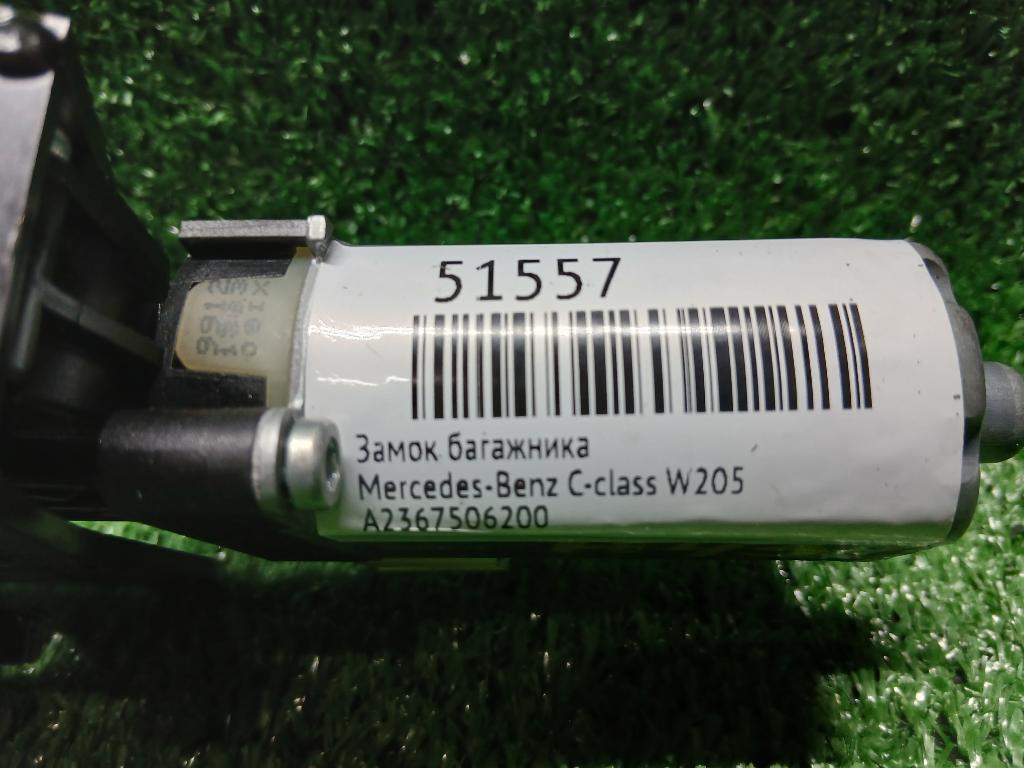 51557
Замок багажника
Mercedes-Benz C-class W205
A2367506200